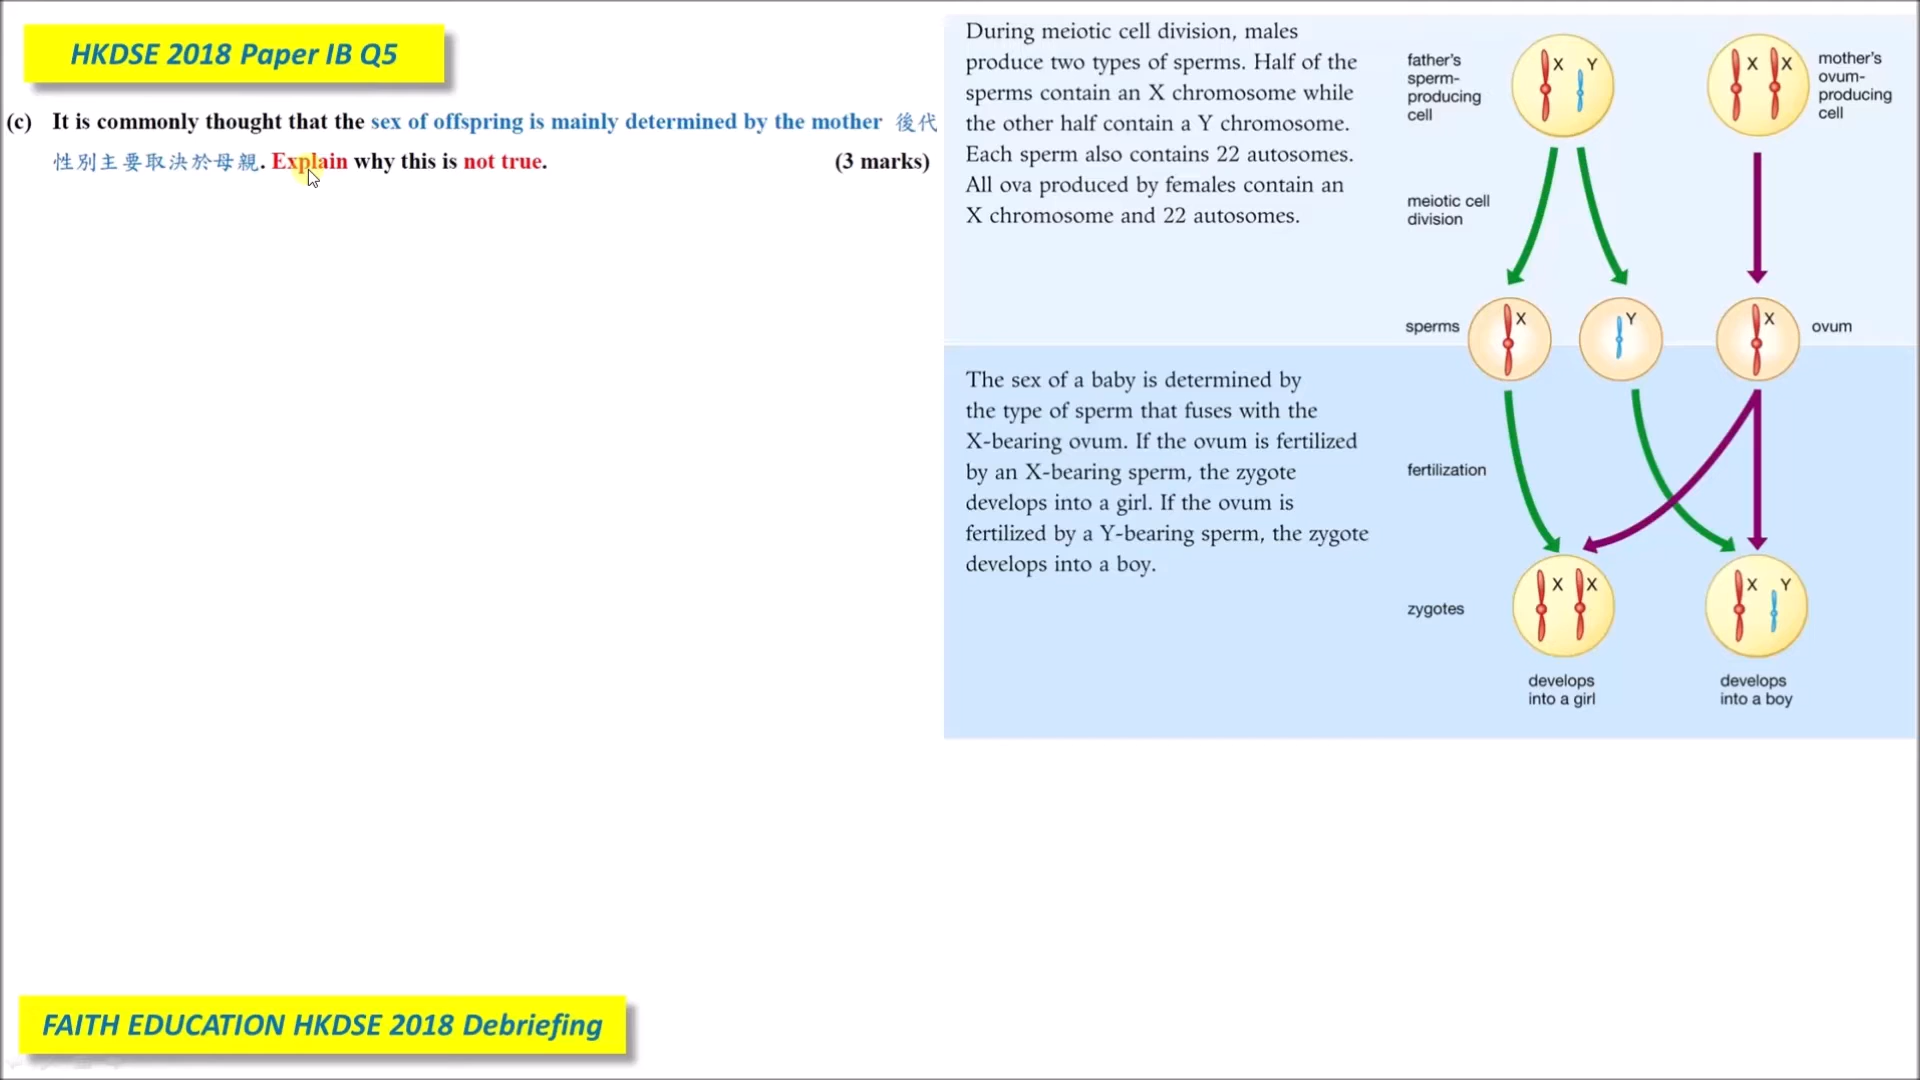 HKDSE 2018 Paper IB Q5
(c) It is commonly thought that the sex of offspring is mainly determined by the mother 後代
性別主要取決於母親. Explain why this is not true. (3 marks)
During meiotic cell division, males
produce two types of sperms. Half of the
sperms contain an X chromosome while
the other half contain a Y chromosome.
Each sperm also contains 22 autosomes.
All ova produced by females contain an
X chromosome and 22 autosomes.
The sex of a baby is determined by
the type of sperm that fuses with the
X-bearing ovum. If the ovum is fertilized
by an X-bearing sperm, the zygote
develops into a girl. If the ovum is
fertilized by a Y-bearing sperm, the zygote
develops into a boy.
father's
sperm-
producing
cell
X Y
X X
mother's
ovum-
producing
cell
meiotic cell
division
sperms
X
Y
X
ovum
fertilization
zygotes
X X
X Y
develops
into a girl
develops
into a boy
FAITH EDUCATION HKDSE 2018 Debriefing